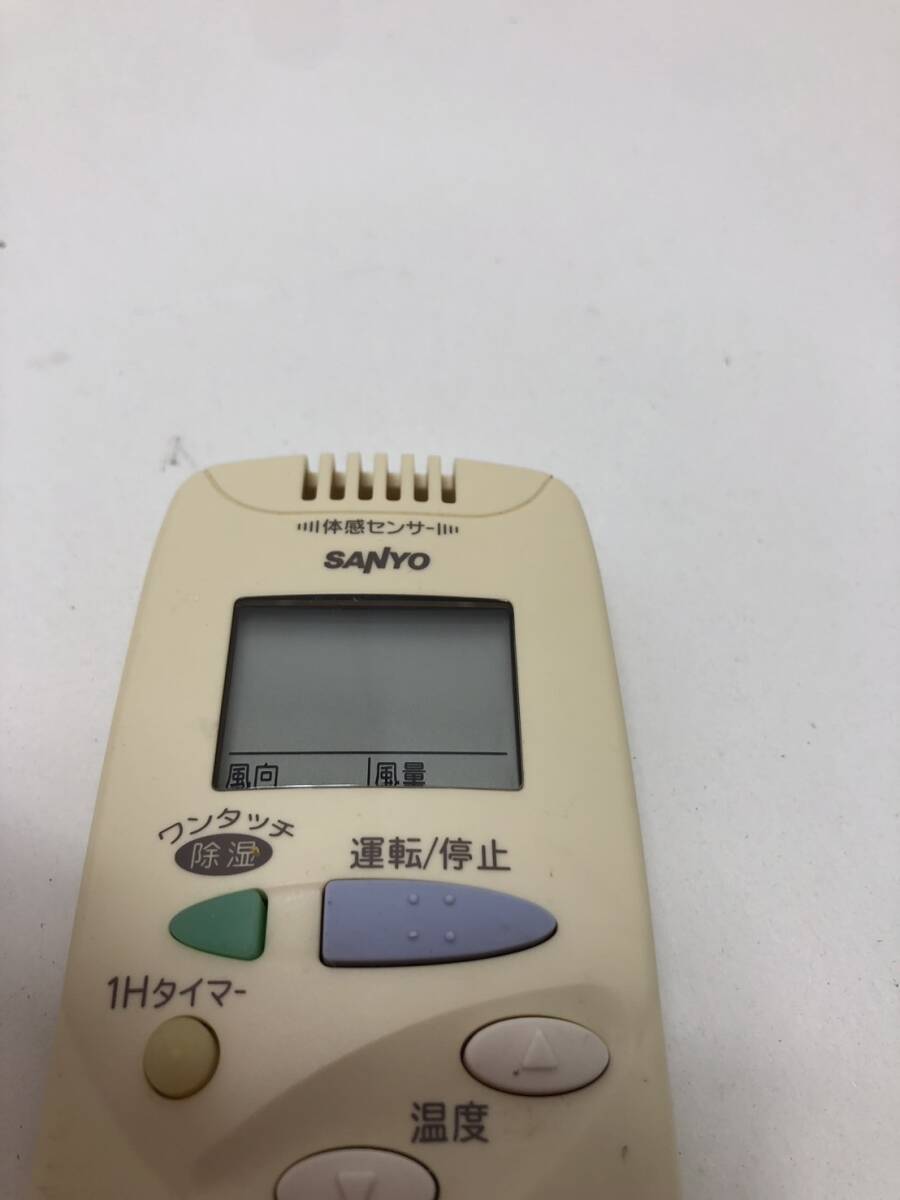 体感センサー
SANYO
風向 風量
ワンタッチ
除湿
運転/停止
1Hタイマー
温度